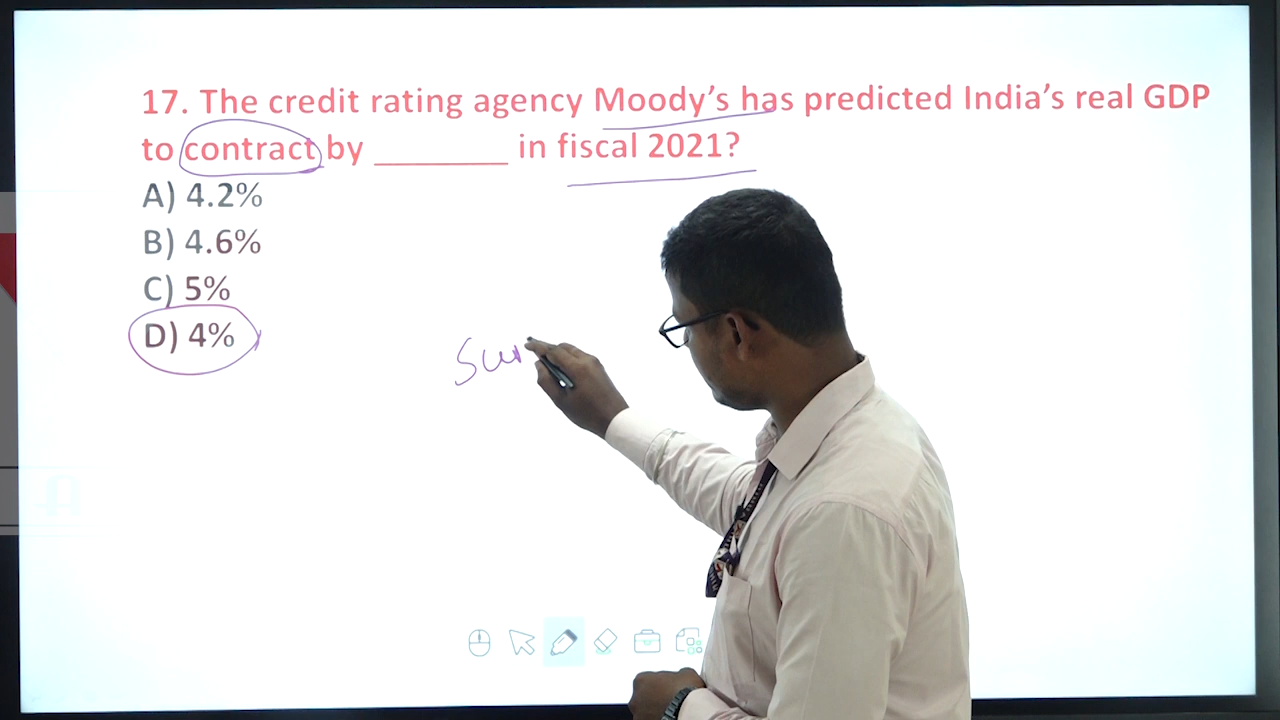 17. The credit rating agency Moody's has predicted India's real GDP
to contract by ________ in fiscal 2021?
A) 4.2%
B) 4.6%
C) 5%
D) 4%
Sur